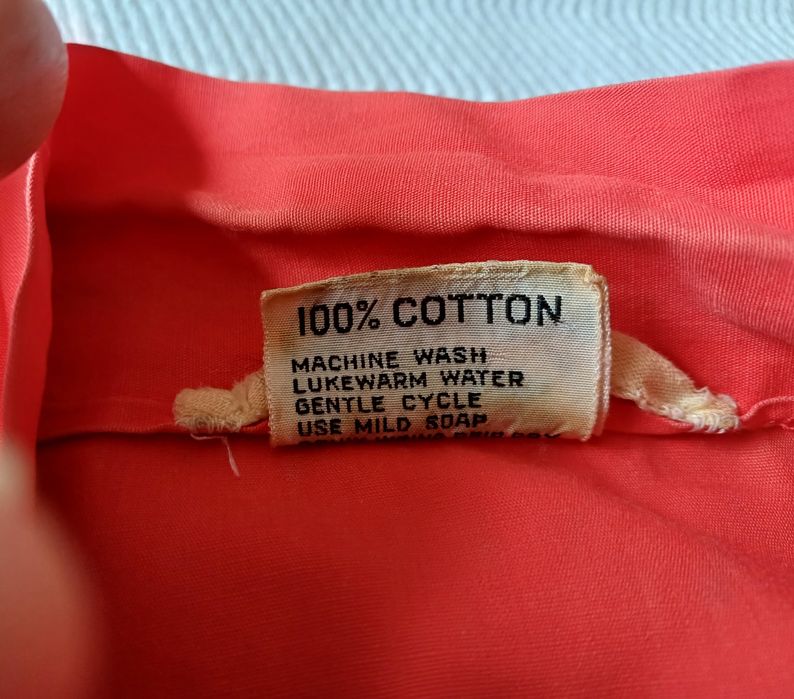 100% COTTON
MACHINE WASH
LUKEWARM WATER
GENTLE CYCLE
USE MILD SOAP